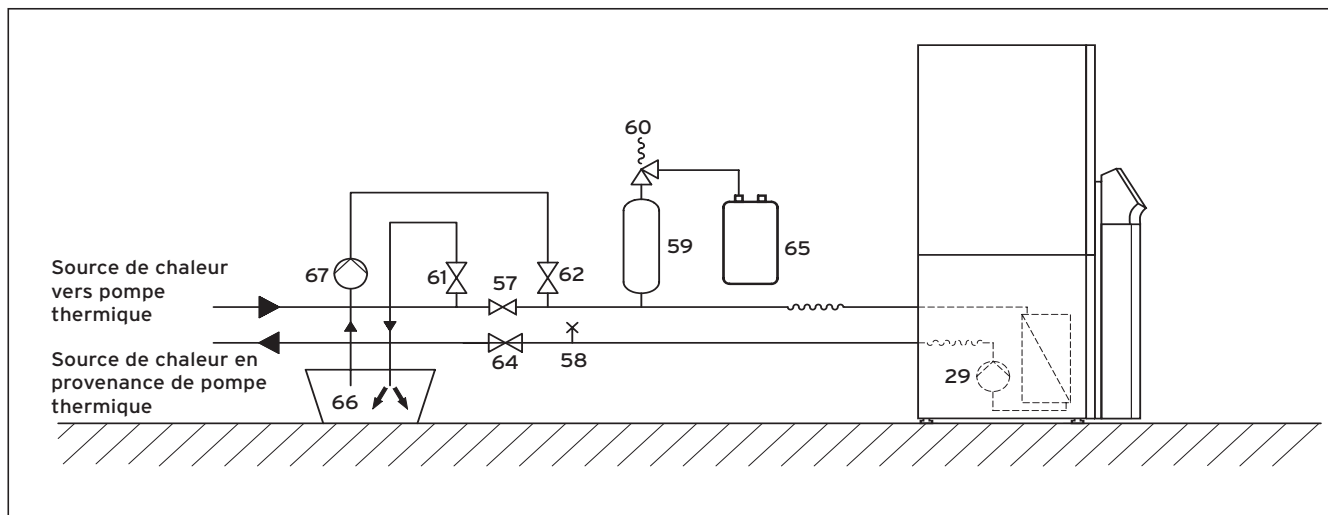 60
59
65
67
61
57
62
Source de chaleur
vers pompe
thermique
64
58
Source de chaleur en
provenance de pompe
thermique
66
29